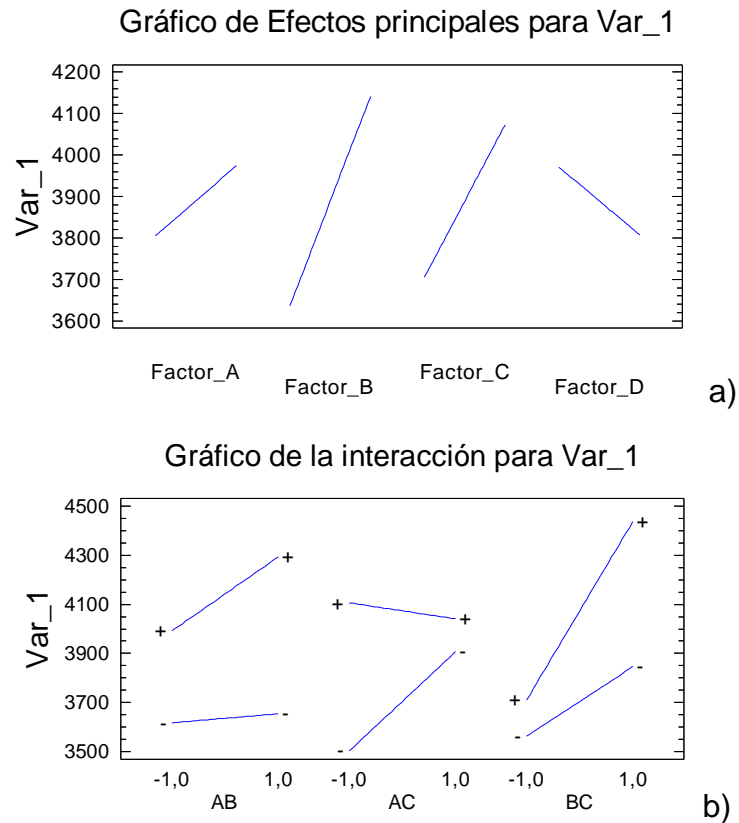 Gráfico de Efectos principales para Var_1
4200
4100
4000
3900
3800
3700
3600
Var_1
Factor_A
Factor_B
Factor_C
Factor_D
a)
Gráfico de la interacción para Var_1
4500
4300
4100
3900
3700
3500
Var_1
+ + + + + +
- - - - - -
-1,0 1,0 -1,0 1,0 -1,0 1,0
AB AC BC
b)